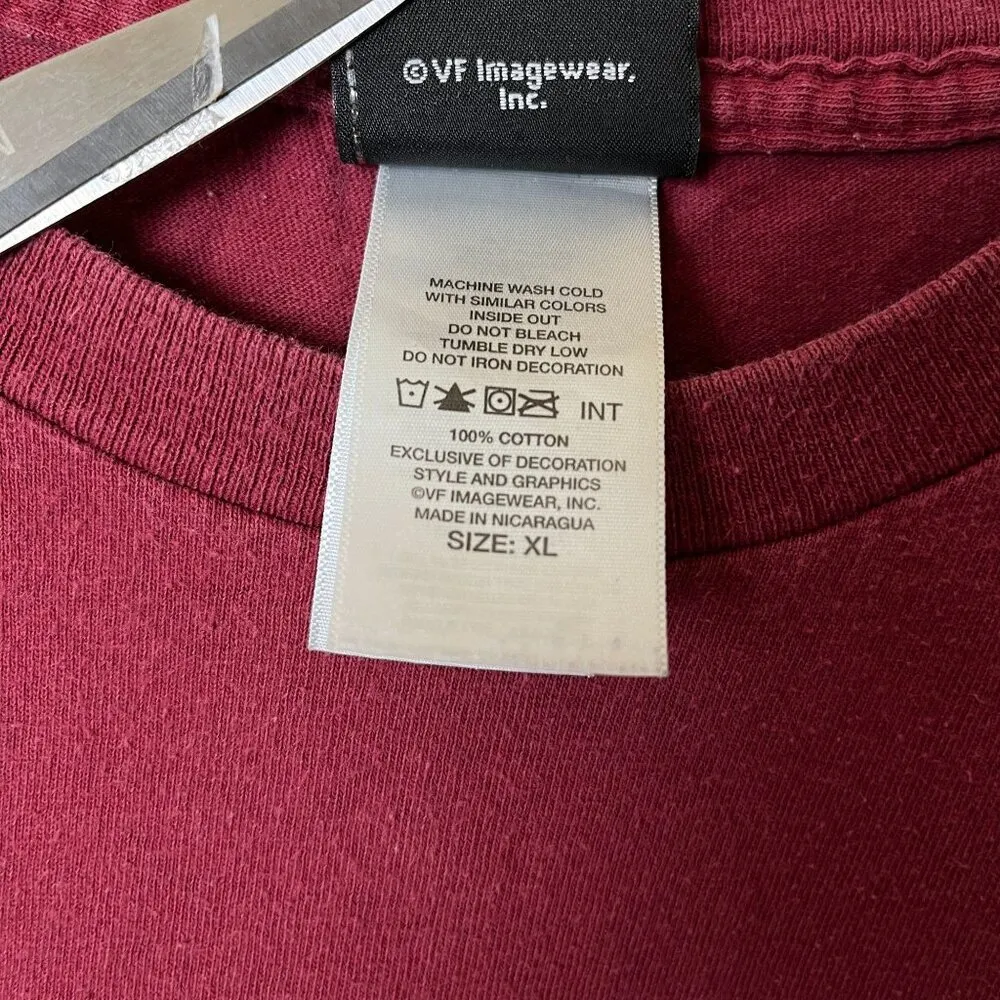 ©VF Imagewear,
Inc.
MACHINE WASH COLD
WITH SIMILAR COLORS
INSIDE OUT
DO NOT BLEACH
TUMBLE DRY LOW
DO NOT IRON DECORATION
INT
100% COTTON
EXCLUSIVE OF DECORATION
STYLE AND GRAPHICS
©VF IMAGEWEAR, INC.
MADE IN NICARAGUA
SIZE: XL